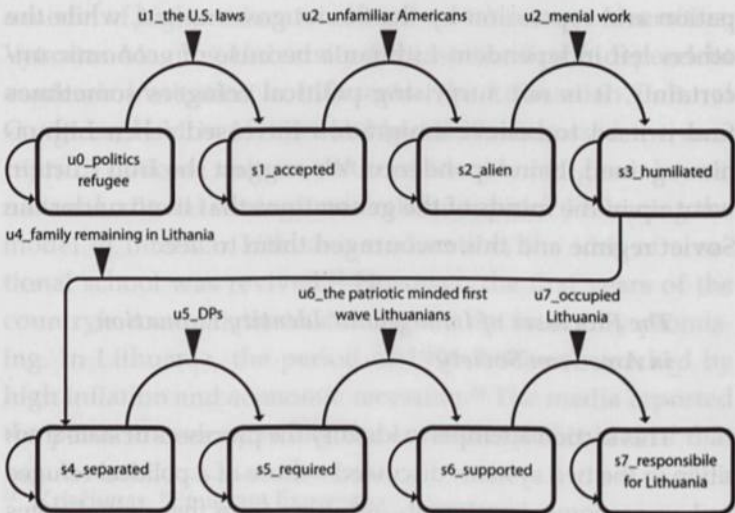 u1_the U.S. laws
u2_unfamiliar Americans
u2_menial work
u0_politics
refugee
s1_accepted
s2_alien
s3_humiliated
u4_family remaining in Lithania
u5_DPs
u6_the patriotic minded first
wave Lithuanians
u7_occupied
Lithuania
s4_separated
s5_required
s6_supported
s7_responsibile
for Lithuania